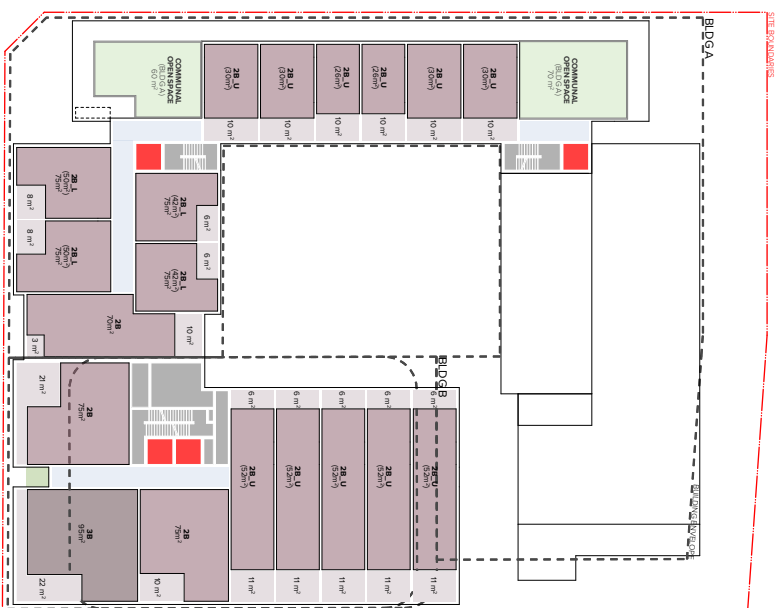 SITE BOUNDARIES
BLDG A
COMMUNAL
OPEN SPACE
(BLDG A)
60 m²
2B_U
(30m²)
2B_U
(30m²)
2B_U
(26m²)
2B_U
(26m²)
2B_U
(30m²)
2B_U
(30m²)
COMMUNAL
OPEN SPACE
(BLDG A)
70 m²
10 m²
10 m²
10 m²
10 m²
10 m²
10 m²
2B_L
(50m²)
75m²
8 m²
2B_L
(42m²)
75m²
6 m²
2B_L
(50m²)
75m²
8 m²
2B_L
(42m²)
75m²
6 m²
2B
70m²
3 m²
10 m²
BLDG B
21 m²
2B
75m²
6 m²
6 m²
6 m²
6 m²
6 m²
2B_U
(52m²)
2B_U
(52m²)
2B_U
(52m²)
2B_U
(52m²)
2B_U
(52m²)
BUILDING ENVELOPE
3B
95m²
22 m²
2B
75m²
10 m²
11 m²
11 m²
11 m²
11 m²
11 m²